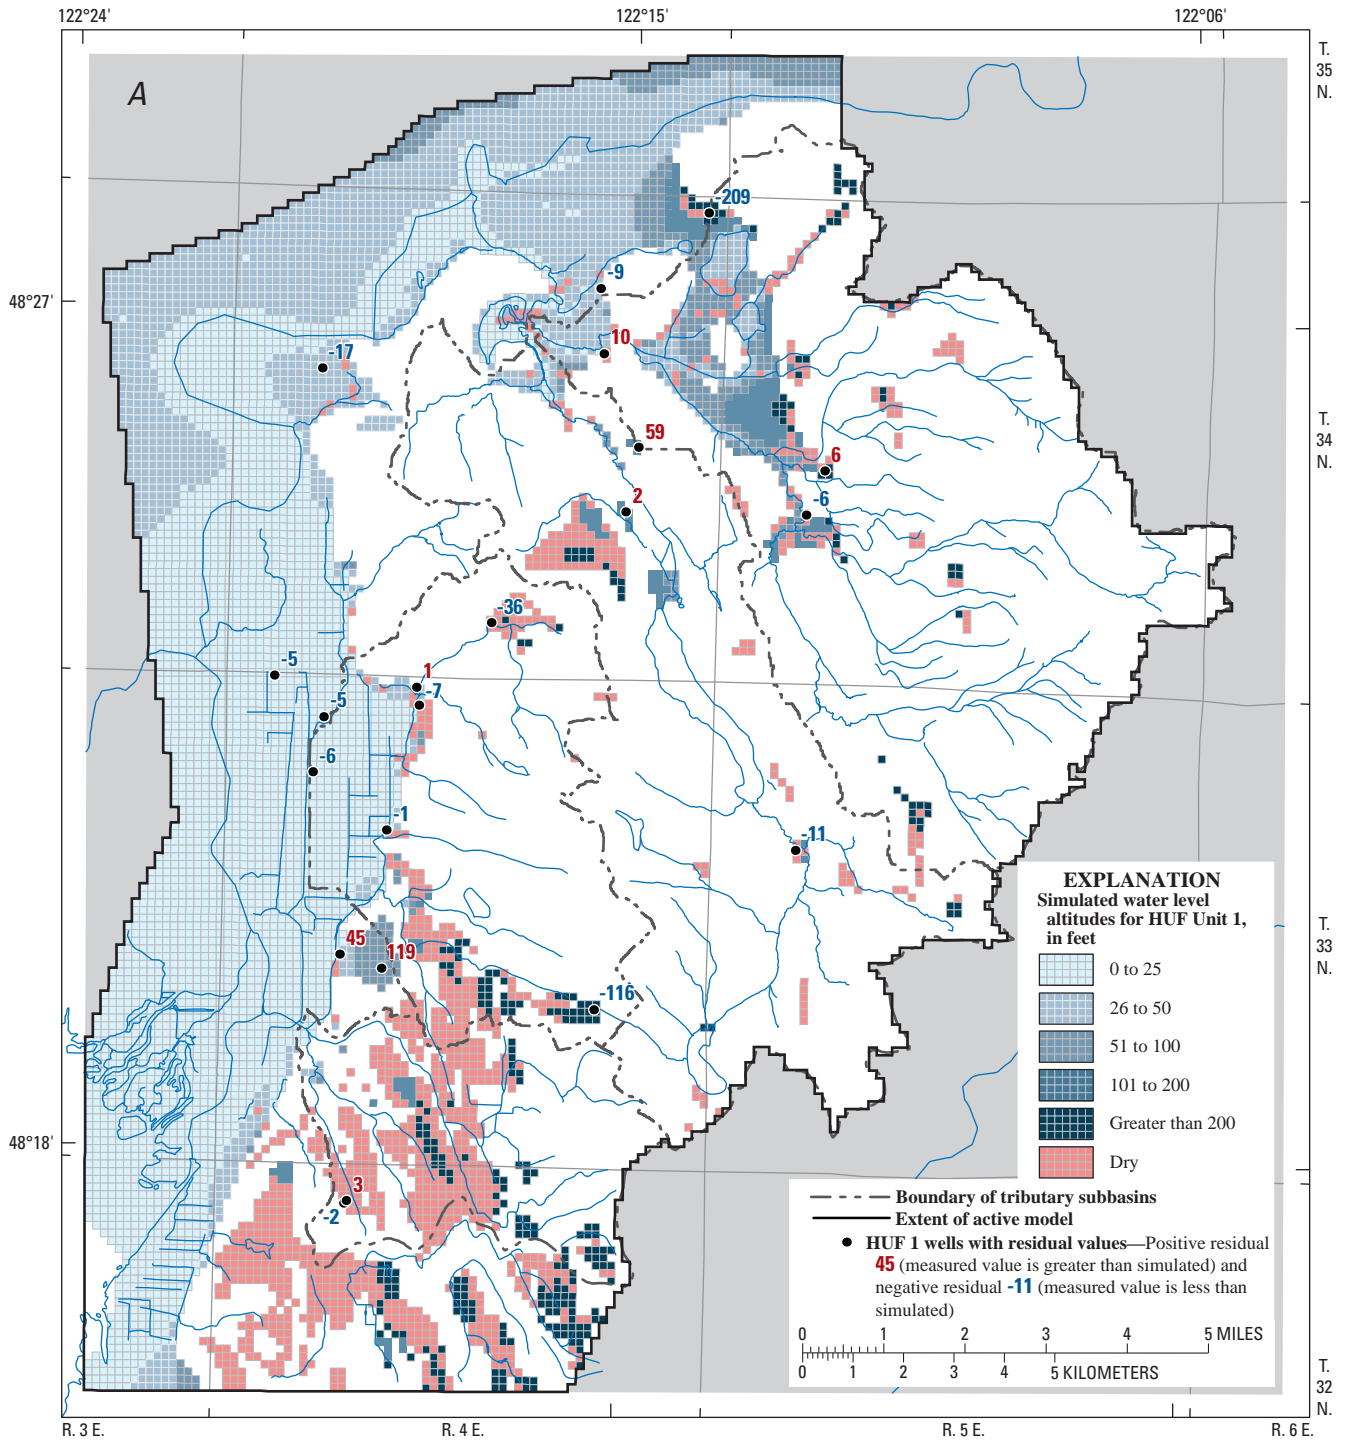 122°24'
122°15'
122°06'
T.
35
N.
A
-209
-9
48°27'
10
-17
T.
34
N.
59
6
2
-6
-36
-5
1
-7
-5
-6
-1
-11
EXPLANATION
Simulated water level
altitudes for HUF Unit 1,
in feet
T.
33
N.
45
119
0 to 25
-116
26 to 50
51 to 100
101 to 200
Greater than 200
48°18'
Dry
3
-2
Boundary of tributary subbasins
Extent of active model
HUF 1 wells with residual values—Positive residual
45 (measured value is greater than simulated) and
negative residual -11 (measured value is less than
simulated)
0 1 2 3 4 5 MILES
0 1 2 3 4 5 KILOMETERS
T.
32
N.
R. 3 E.
R. 4 E.
R. 5 E.
R. 6 E.